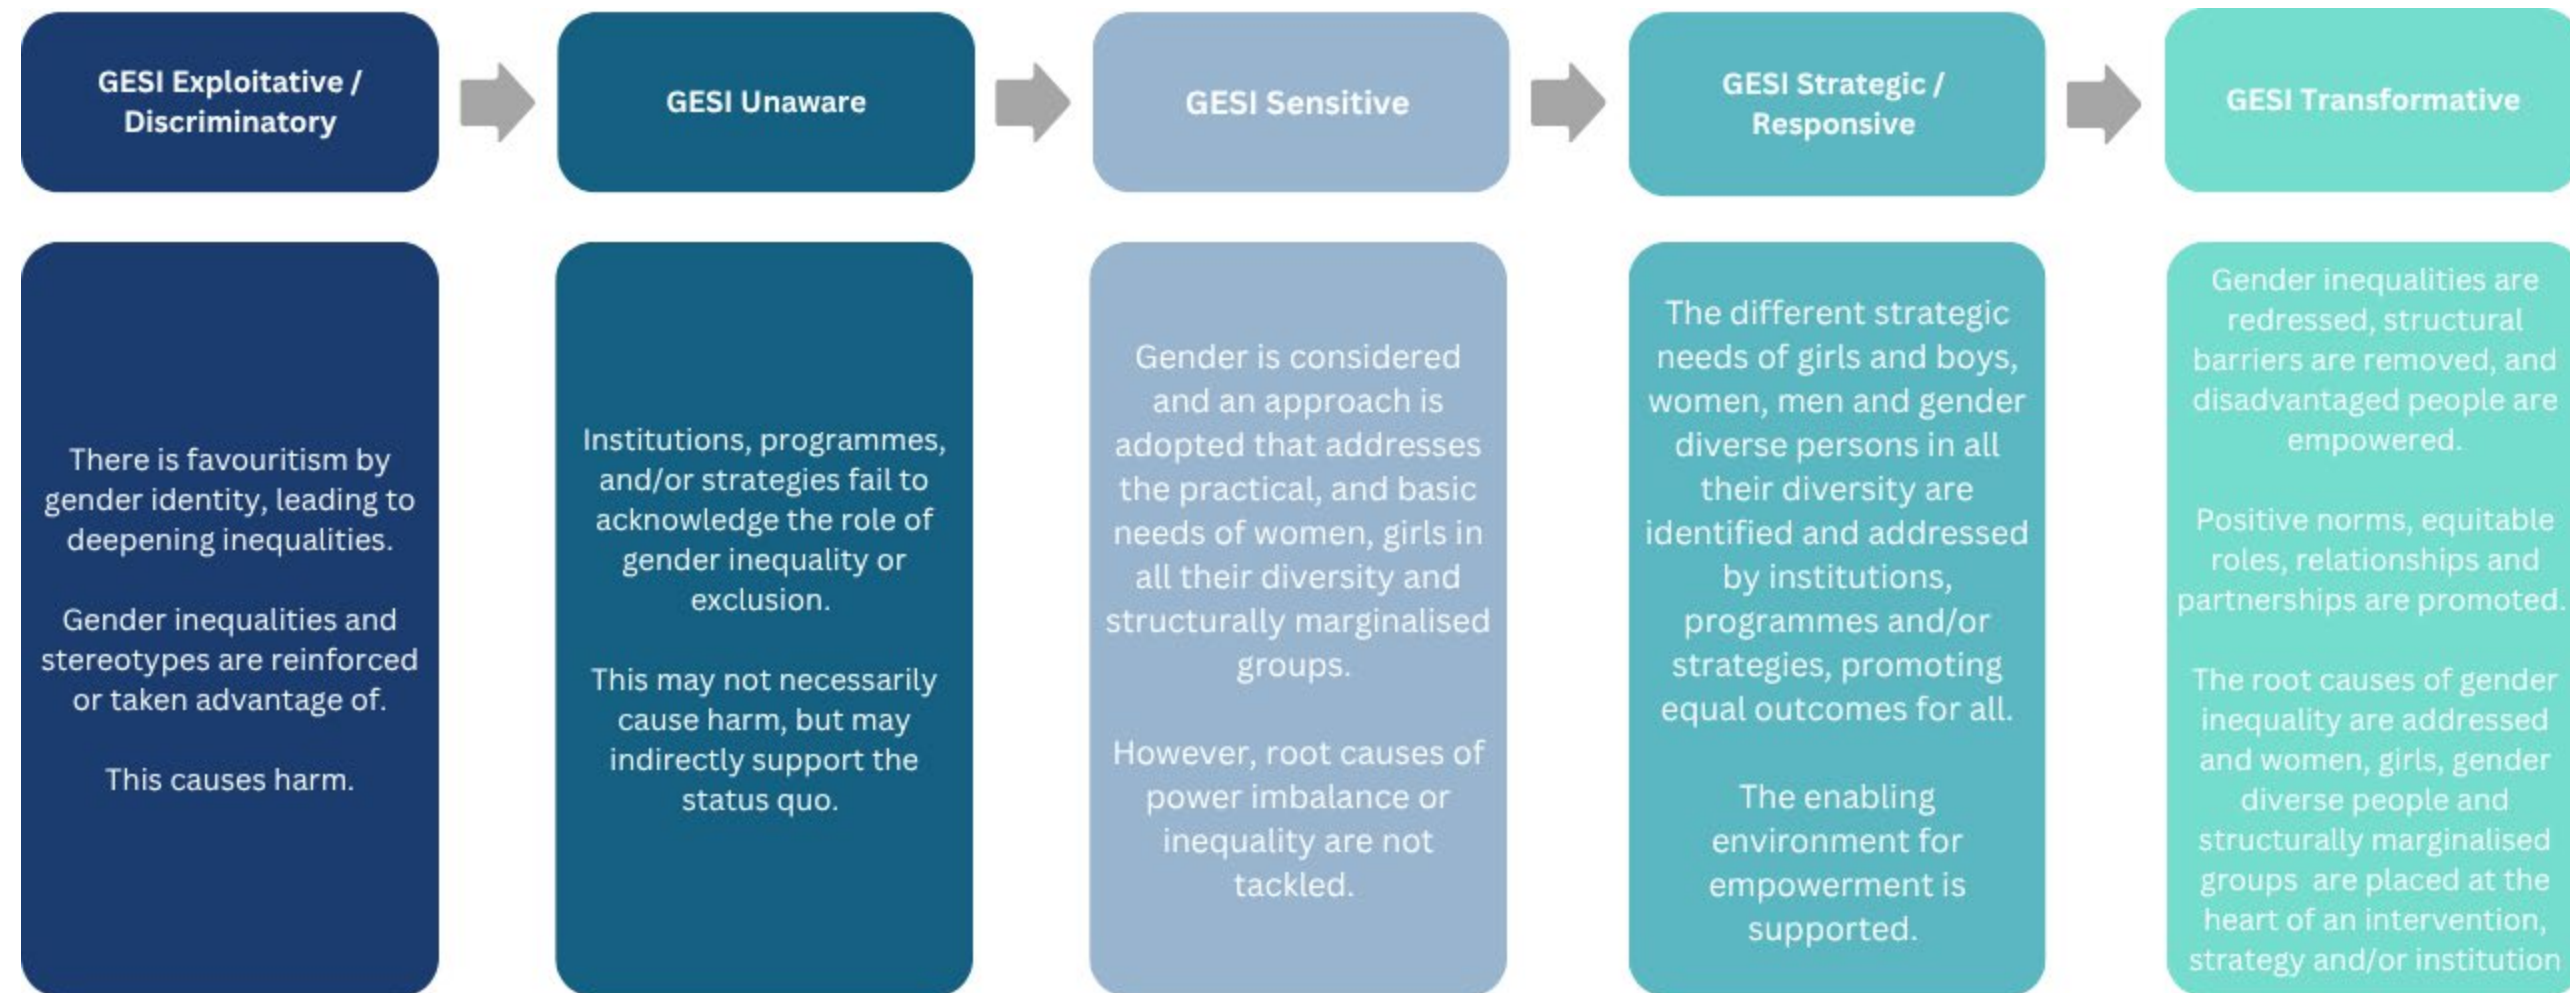 GESI Exploitative /
Discriminatory
GESI Unaware
GESI Sensitive
GESI Strategic /
Responsive
GESI Transformative
There is favouritism by
gender identity, leading to
deepening inequalities.
Gender inequalities and
stereotypes are reinforced
or taken advantage of.
This causes harm.
Institutions, programmes,
and/or strategies fail to
acknowledge the role of
gender inequality or
exclusion.
This may not necessarily
cause harm, but may
indirectly support the
status quo.
Gender is considered
and an approach is
adopted that addresses
the practical, and basic
needs of women, girls in
all their diversity and
structurally marginalised
groups.
However, root causes of
power imbalance or
inequality are not
tackled.
The different strategic
needs of girls and boys,
women, men and gender
diverse persons in all
their diversity are
identified and addressed
by institutions,
programmes and/or
strategies, promoting
equal outcomes for all.
The enabling
environment for
empowerment is
supported.
Gender inequalities are
redressed, structural
barriers are removed, and
disadvantaged people are
empowered.
Positive norms, equitable
roles, relationships and
partnerships are promoted.
The root causes of gender
inequality are addressed
and women, girls, gender
diverse people and
structurally marginalised
groups are placed at the
heart of an intervention,
strategy and/or institution